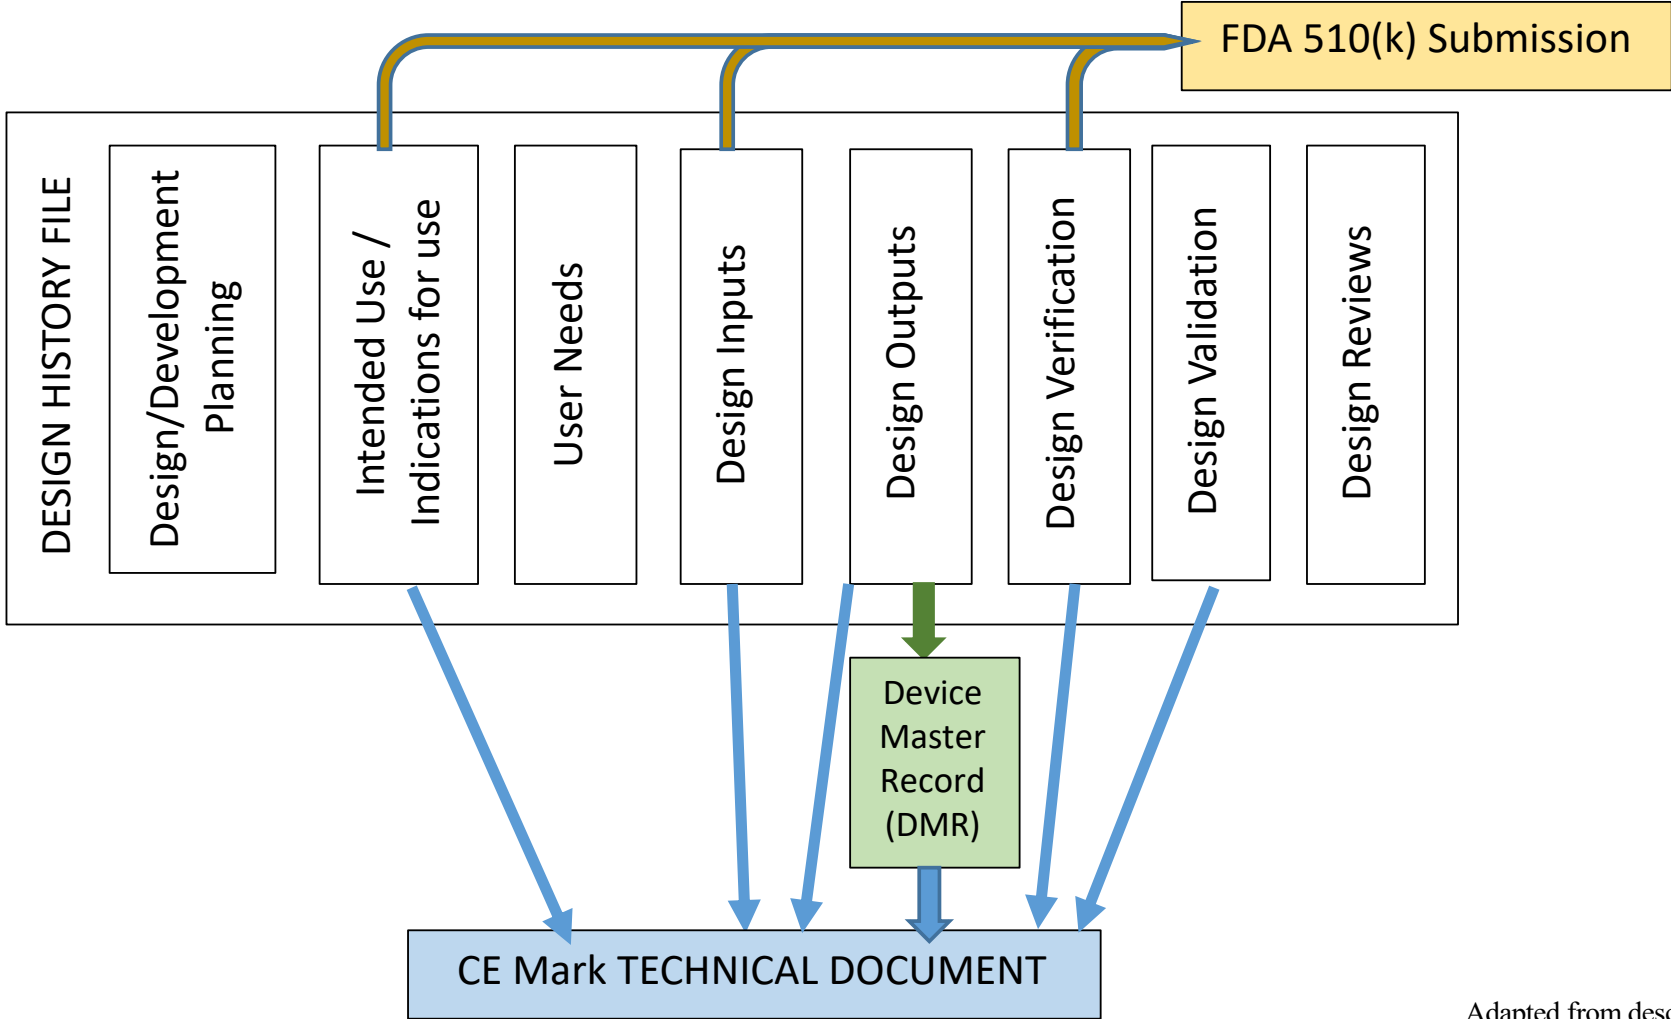 FDA 510(k) Submission
DESIGN HISTORY FILE
Design/Development
Planning
Intended Use /
Indications for use
User Needs
Design Inputs
Design Outputs
Design Verification
Design Validation
Design Reviews
Device
Master
Record
(DMR)
CE Mark TECHNICAL DOCUMENT
Adapted from